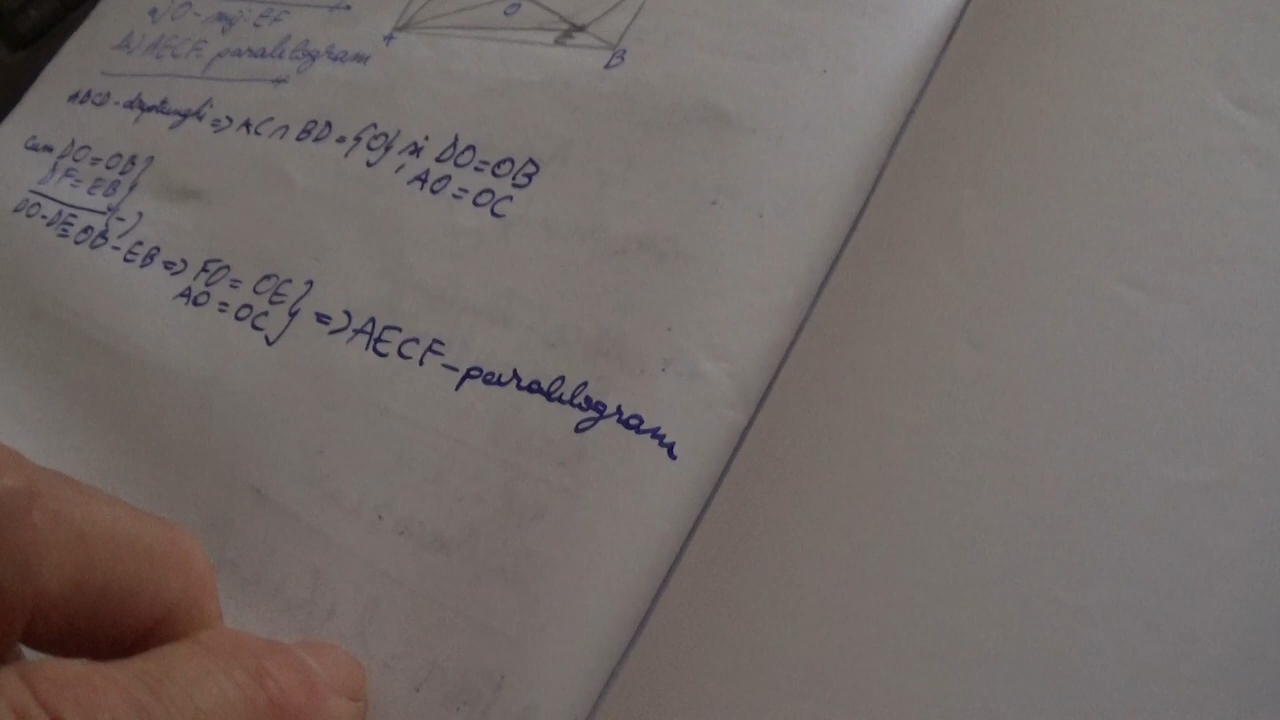 a) O - mij. EF
b) AECF paralelogram
O
A
E
B
ABCD - dreptunghi => AC ∩ BD = {O} și DO = OB
AO = OC
cum DO = OB }
DF = EB } (-)
DO - DF = OB - EB => FO = OE }
AO = OC } => AECF - paralelogram